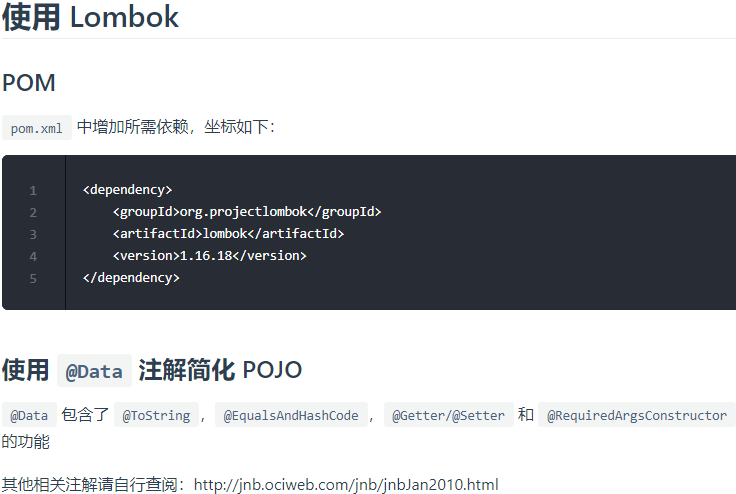 使用 Lombok
POM
pom.xml 中增加所需依赖，坐标如下：
1 <dependency>
2     <groupId>org.projectlombok</groupId>
3     <artifactId>lombok</artifactId>
4     <version>1.16.18</version>
5 </dependency>
使用 @Data 注解简化 POJO
@Data 包含了 @ToString ，@EqualsAndHashCode ，@Getter/@Setter 和 @RequiredArgsConstructor
的功能
其他相关注解请自行查阅：http://jnb.ociweb.com/jnb/jnbJan2010.html